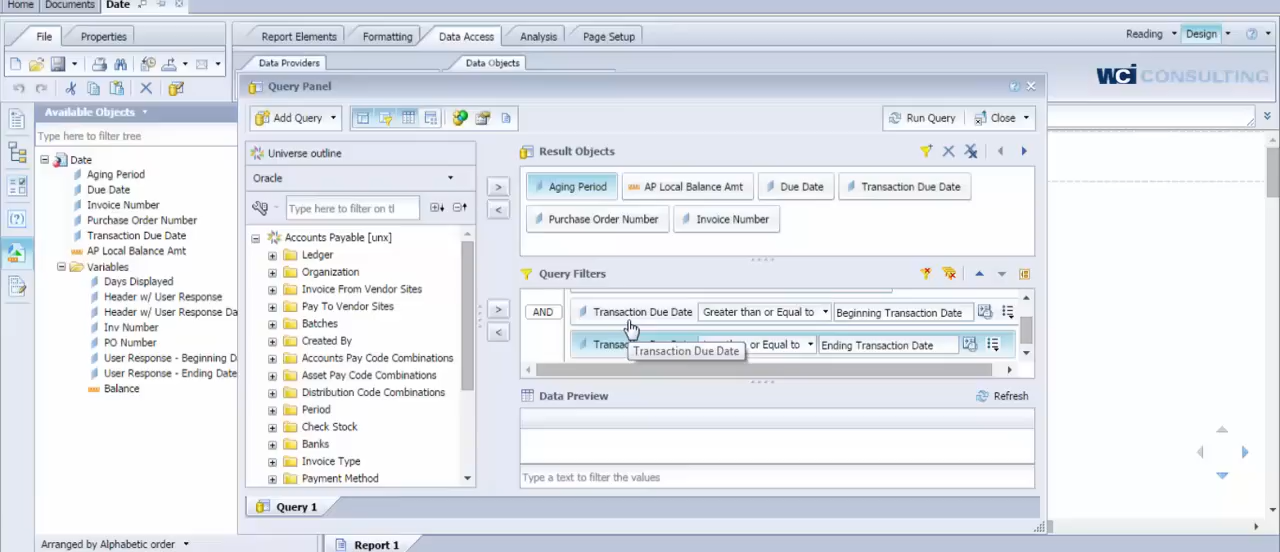 Home Documents Date
File Properties
Report Elements Formatting Data Access Analysis Page Setup
Reading Design
Data Providers Data Objects
WCI CONSULTING
Available Objects
Type here to filter tree
Date
Aging Period
Due Date
Invoice Number
Purchase Order Number
Transaction Due Date
AP Local Balance Amt
Variables
Days Displayed
Header w/ User Response
Header w/ User Response Da
Inv Number
PO Number
User Response - Beginning D
User Response - Ending Date
Balance
Arranged by Alphabetic order
Query Panel
Add Query
Run Query Close
Universe outline
Oracle
Type here to filter on tl
Accounts Payable [unx]
Ledger
Organization
Invoice From Vendor Sites
Pay To Vendor Sites
Batches
Created By
Accounts Pay Code Combinations
Asset Pay Code Combinations
Distribution Code Combinations
Period
Check Stock
Banks
Invoice Type
Payment Method
Result Objects
Aging Period AP Local Balance Amt Due Date Transaction Due Date
Purchase Order Number Invoice Number
Query Filters
AND Transaction Due Date Greater than or Equal to Beginning Transaction Date
or Equal to Ending Transaction Date
Transaction Due Date
Data Preview Refresh
Type a text to filter the values
Query 1
Report 1